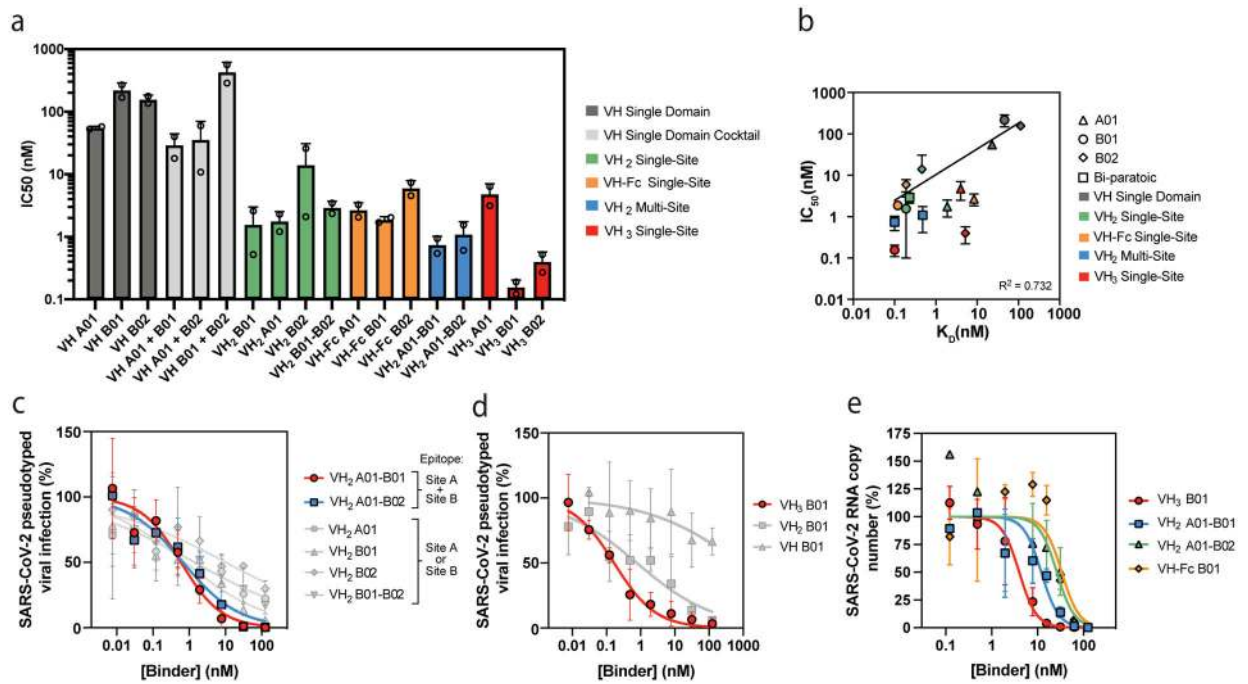 a
IC50 (nM)
1000
100
10
1
0.1
VH A01
VH B01
VH B02
VH A01 + B01
VH A01 + B02
VH B01 + B02
VH2 B01
VH2 A01
VH2 B02
VH2 B01-B02
VH-Fc A01
VH-Fc B01
VH-Fc B02
VH2 A01-B01
VH2 A01-B02
VH3 A01
VH3 B01
VH3 B02
VH Single Domain
VH Single Domain Cocktail
VH2 Single-Site
VH-Fc Single-Site
VH2 Multi-Site
VH3 Single-Site
b
IC50(nM)
1000
100
10
1
0.1
0.01
0.01 0.1 1 10 100 1000
KD(nM)
R2 = 0.732
A01
B01
B02
Bi-paratoic
VH Single Domain
VH2 Single-Site
VH-Fc Single-Site
VH2 Multi-Site
VH3 Single-Site
c
SARS-CoV-2 pseudotyped
viral infection (%)
150
100
50
0
0.01 0.1 1 10 100
[Binder] (nM)
Epitope:
VH2 A01-B01
VH2 A01-B02
Site A
+
Site B
VH2 A01
VH2 B01
VH2 B02
VH2 B01-B02
Site A
or
Site B
d
SARS-CoV-2 pseudotyped
viral infection (%)
150
100
50
0
0.01 0.1 1 10 100 1000
[Binder] (nM)
VH3 B01
VH2 B01
VH B01
e
SARS-CoV-2 RNA copy
number (%)
175
150
125
100
75
50
25
0
0.1 1 10 100
[Binder] (nM)
VH3 B01
VH2 A01-B01
VH2 A01-B02
VH-Fc B01